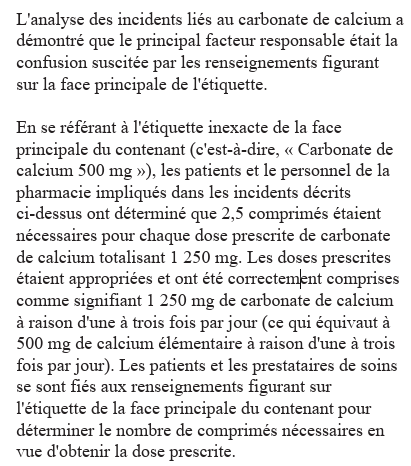 L'analyse des incidents liés au carbonate de calcium a
démontré que le principal facteur responsable était la
confusion suscitée par les renseignements figurant
sur la face principale de l'étiquette.
En se référant à l'étiquette inexacte de la face
principale du contenant (c'est-à-dire, « Carbonate de
calcium 500 mg »), les patients et le personnel de la
pharmacie impliqués dans les incidents décrits
ci-dessus ont déterminé que 2,5 comprimés étaient
nécessaires pour chaque dose prescrite de carbonate
de calcium totalisant 1 250 mg. Les doses prescrites
étaient appropriées et ont été correctement comprises
comme signifiant 1 250 mg de carbonate de calcium
à raison d'une à trois fois par jour (ce qui équivaut à
500 mg de calcium élémentaire à raison d'une à trois
fois par jour). Les patients et les prestataires de soins
se sont fiés aux renseignements figurant sur
l'étiquette de la face principale du contenant pour
déterminer le nombre de comprimés nécessaires en
vue d'obtenir la dose prescrite.